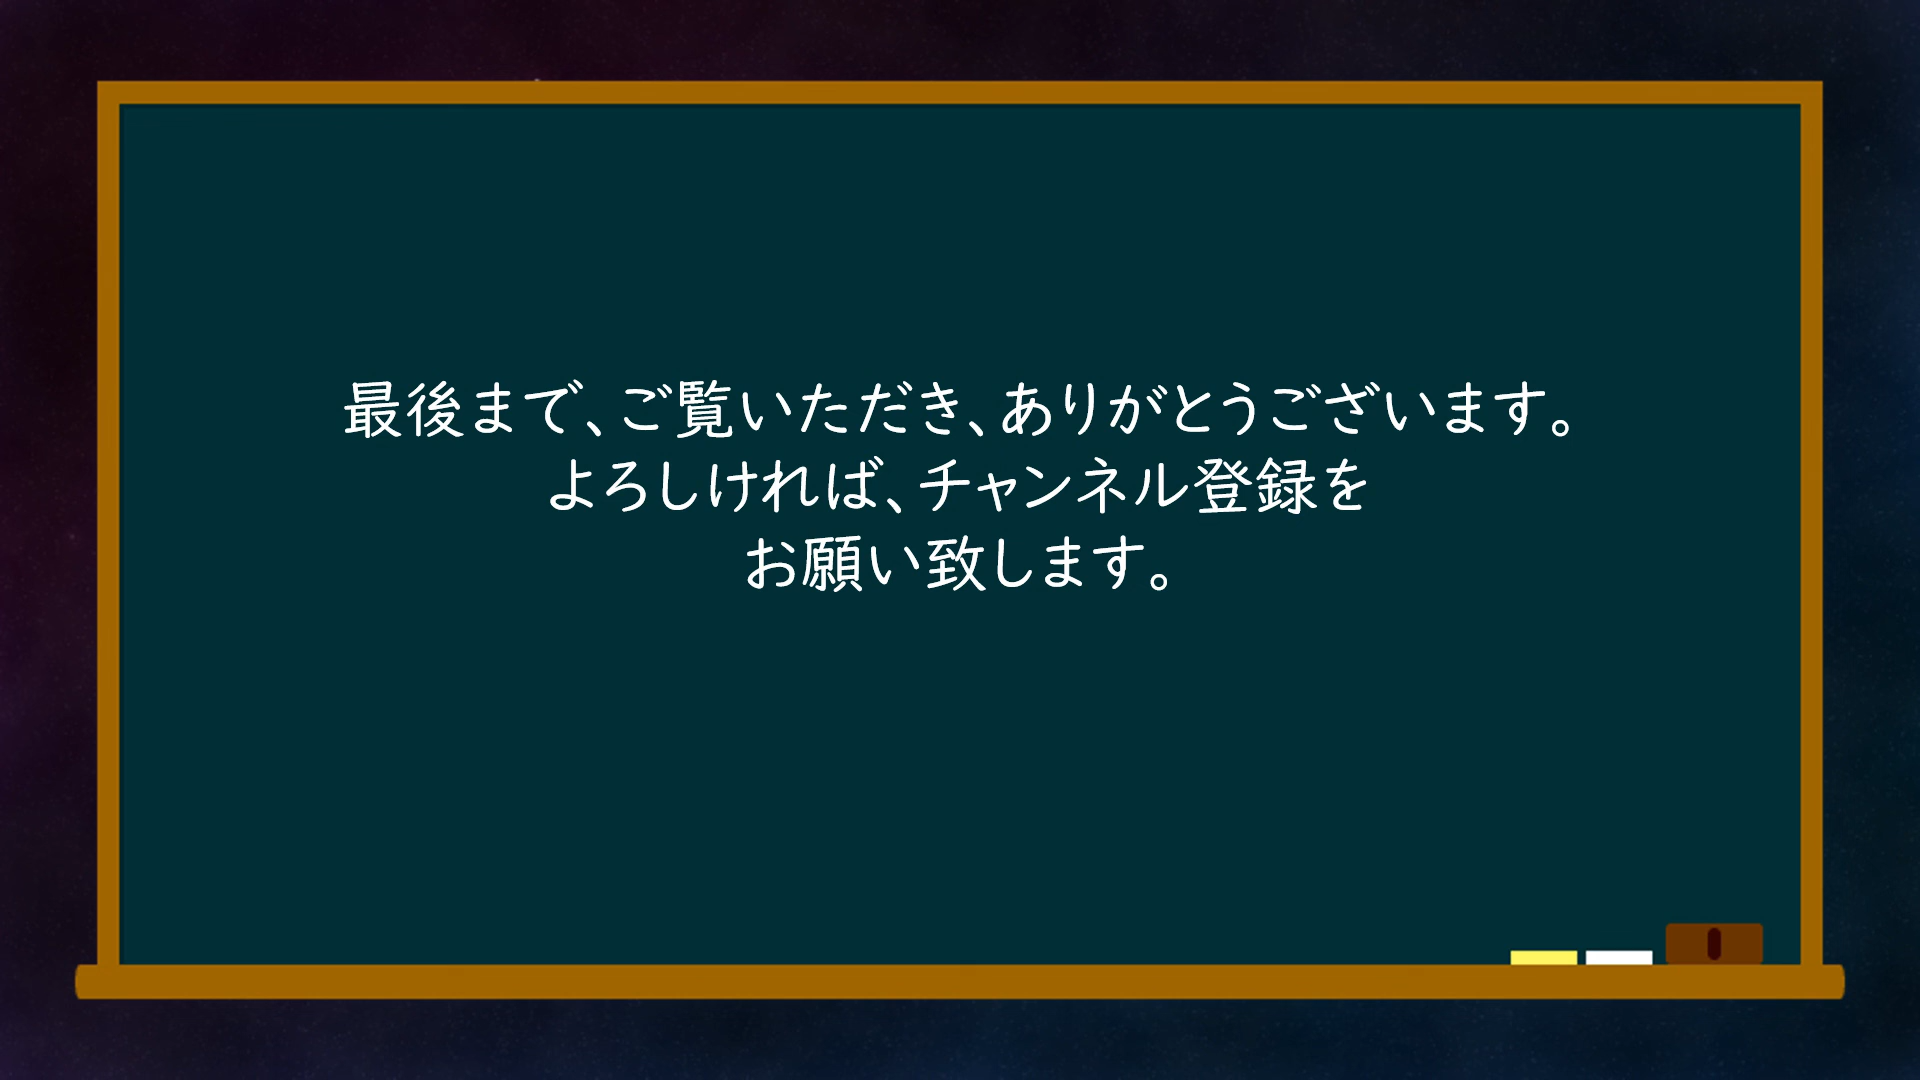 最後まで、ご覧いただき、ありがとうございます。
よろしければ、チャンネル登録を
お願い致します。